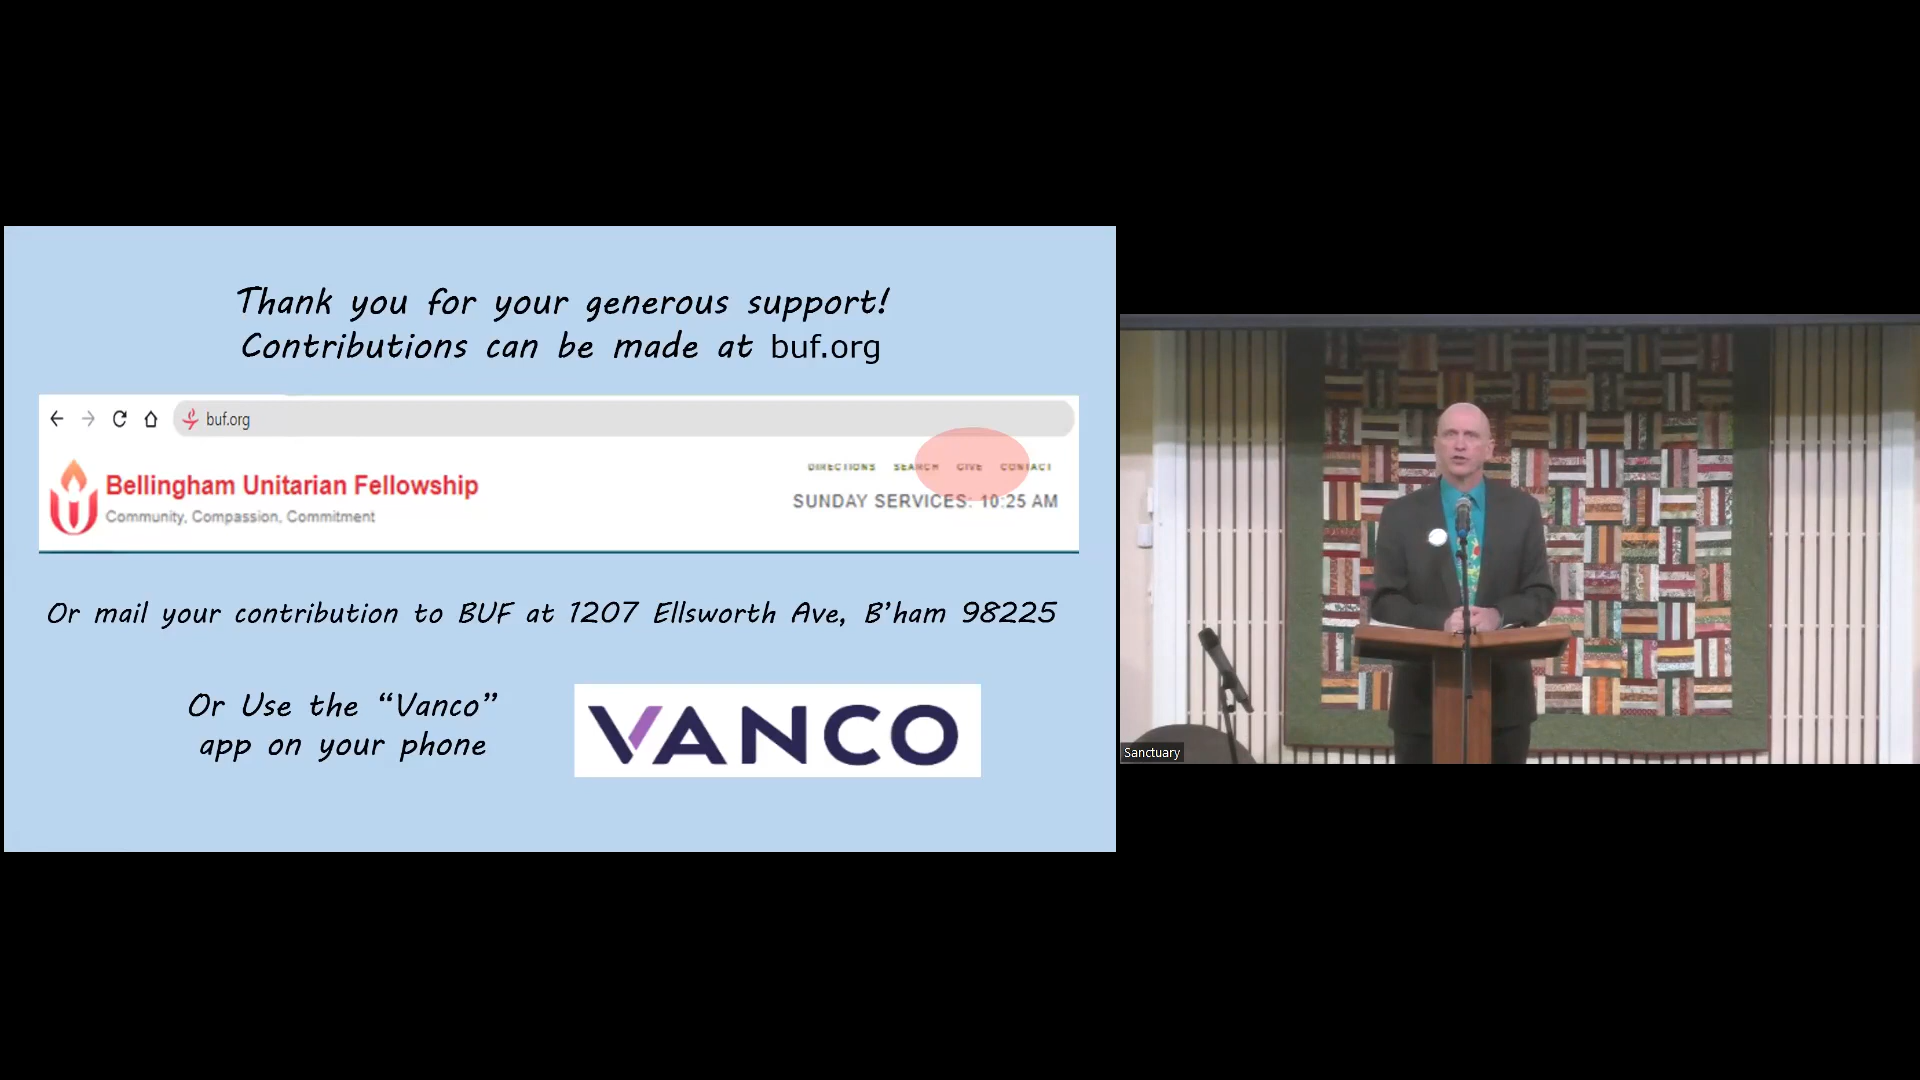 Thank you for your generous support!
Contributions can be made at buf.org
buf.org
DIRECTIONS SEARCH GIVE CONTACT
Bellingham Unitarian Fellowship
SUNDAY SERVICES: 10:25 AM
Community, Compassion, Commitment
Or mail your contribution to BUF at 1207 Ellsworth Ave, B’ham 98225
Or Use the “Vanco”
app on your phone
VANCO
Sanctuary